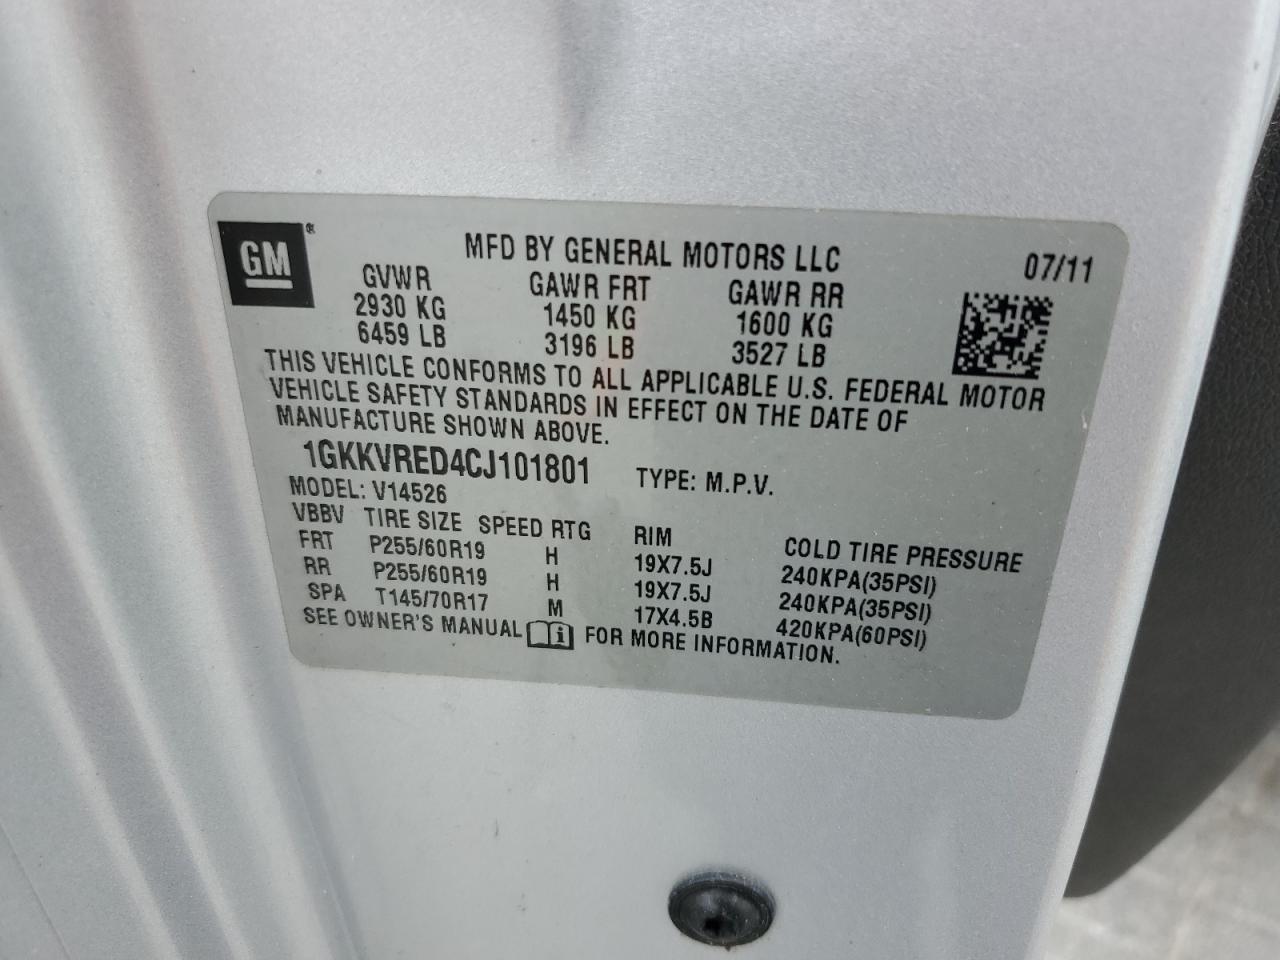 GM®
MFD BY GENERAL MOTORS LLC 07/11
GVWR GAWR FRT GAWR RR
2930 KG 1450 KG 1600 KG
6459 LB 3196 LB 3527 LB
THIS VEHICLE CONFORMS TO ALL APPLICABLE U.S. FEDERAL MOTOR
VEHICLE SAFETY STANDARDS IN EFFECT ON THE DATE OF
MANUFACTURE SHOWN ABOVE.
1GKKVRED4CJ101801 TYPE: M.P.V.
MODEL: V14526
VBBV TIRE SIZE SPEED RTG RIM COLD TIRE PRESSURE
FRT P255/60R19 H 19X7.5J 240KPA(35PSI)
RR P255/60R19 H 19X7.5J 240KPA(35PSI)
SPA T145/70R17 M 17X4.5B 420KPA(60PSI)
SEE OWNER'S MANUAL i FOR MORE INFORMATION.